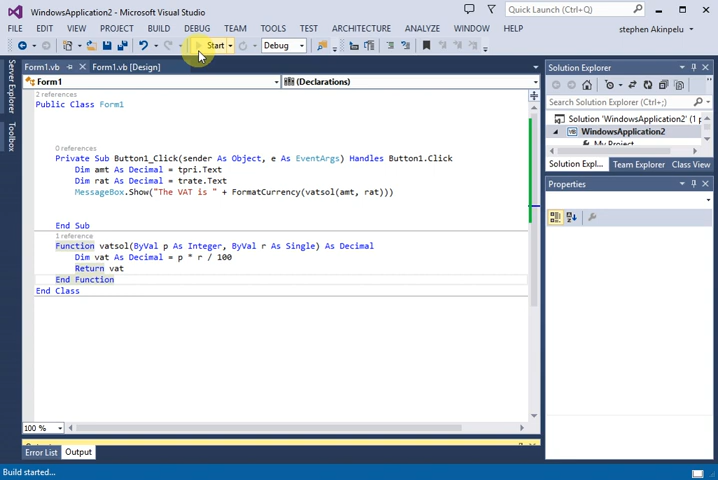 WindowsApplication2 - Microsoft Visual Studio
Quick Launch (Ctrl+Q)
FILE EDIT VIEW PROJECT BUILD DEBUG TEAM TOOLS TEST ARCHITECTURE ANALYZE WINDOW HELP stephen Akinpelu
Start Debug
Server Explorer
Toolbox
Form1.vb Form1.vb [Design]
Form1 (Declarations)
2 references
Public Class Form1
0 references
Private Sub Button1_Click(sender As Object, e As EventArgs) Handles Button1.Click
Dim amt As Decimal = tpri.Text
Dim rat As Decimal = trate.Text
MessageBox.Show("The VAT is " + FormatCurrency(vatsol(amt, rat)))
End Sub
1 reference
Function vatsol(ByVal p As Integer, ByVal r As Single) As Decimal
Dim vat As Decimal = p * r / 100
Return vat
End Function
End Class
100 %
Error List Output
Build started...
Solution Explorer
Search Solution Explorer (Ctrl+;)
Solution 'WindowsApplication2' (1 p
WindowsApplication2
My Project
Solution Expl... Team Explorer Class View
Properties